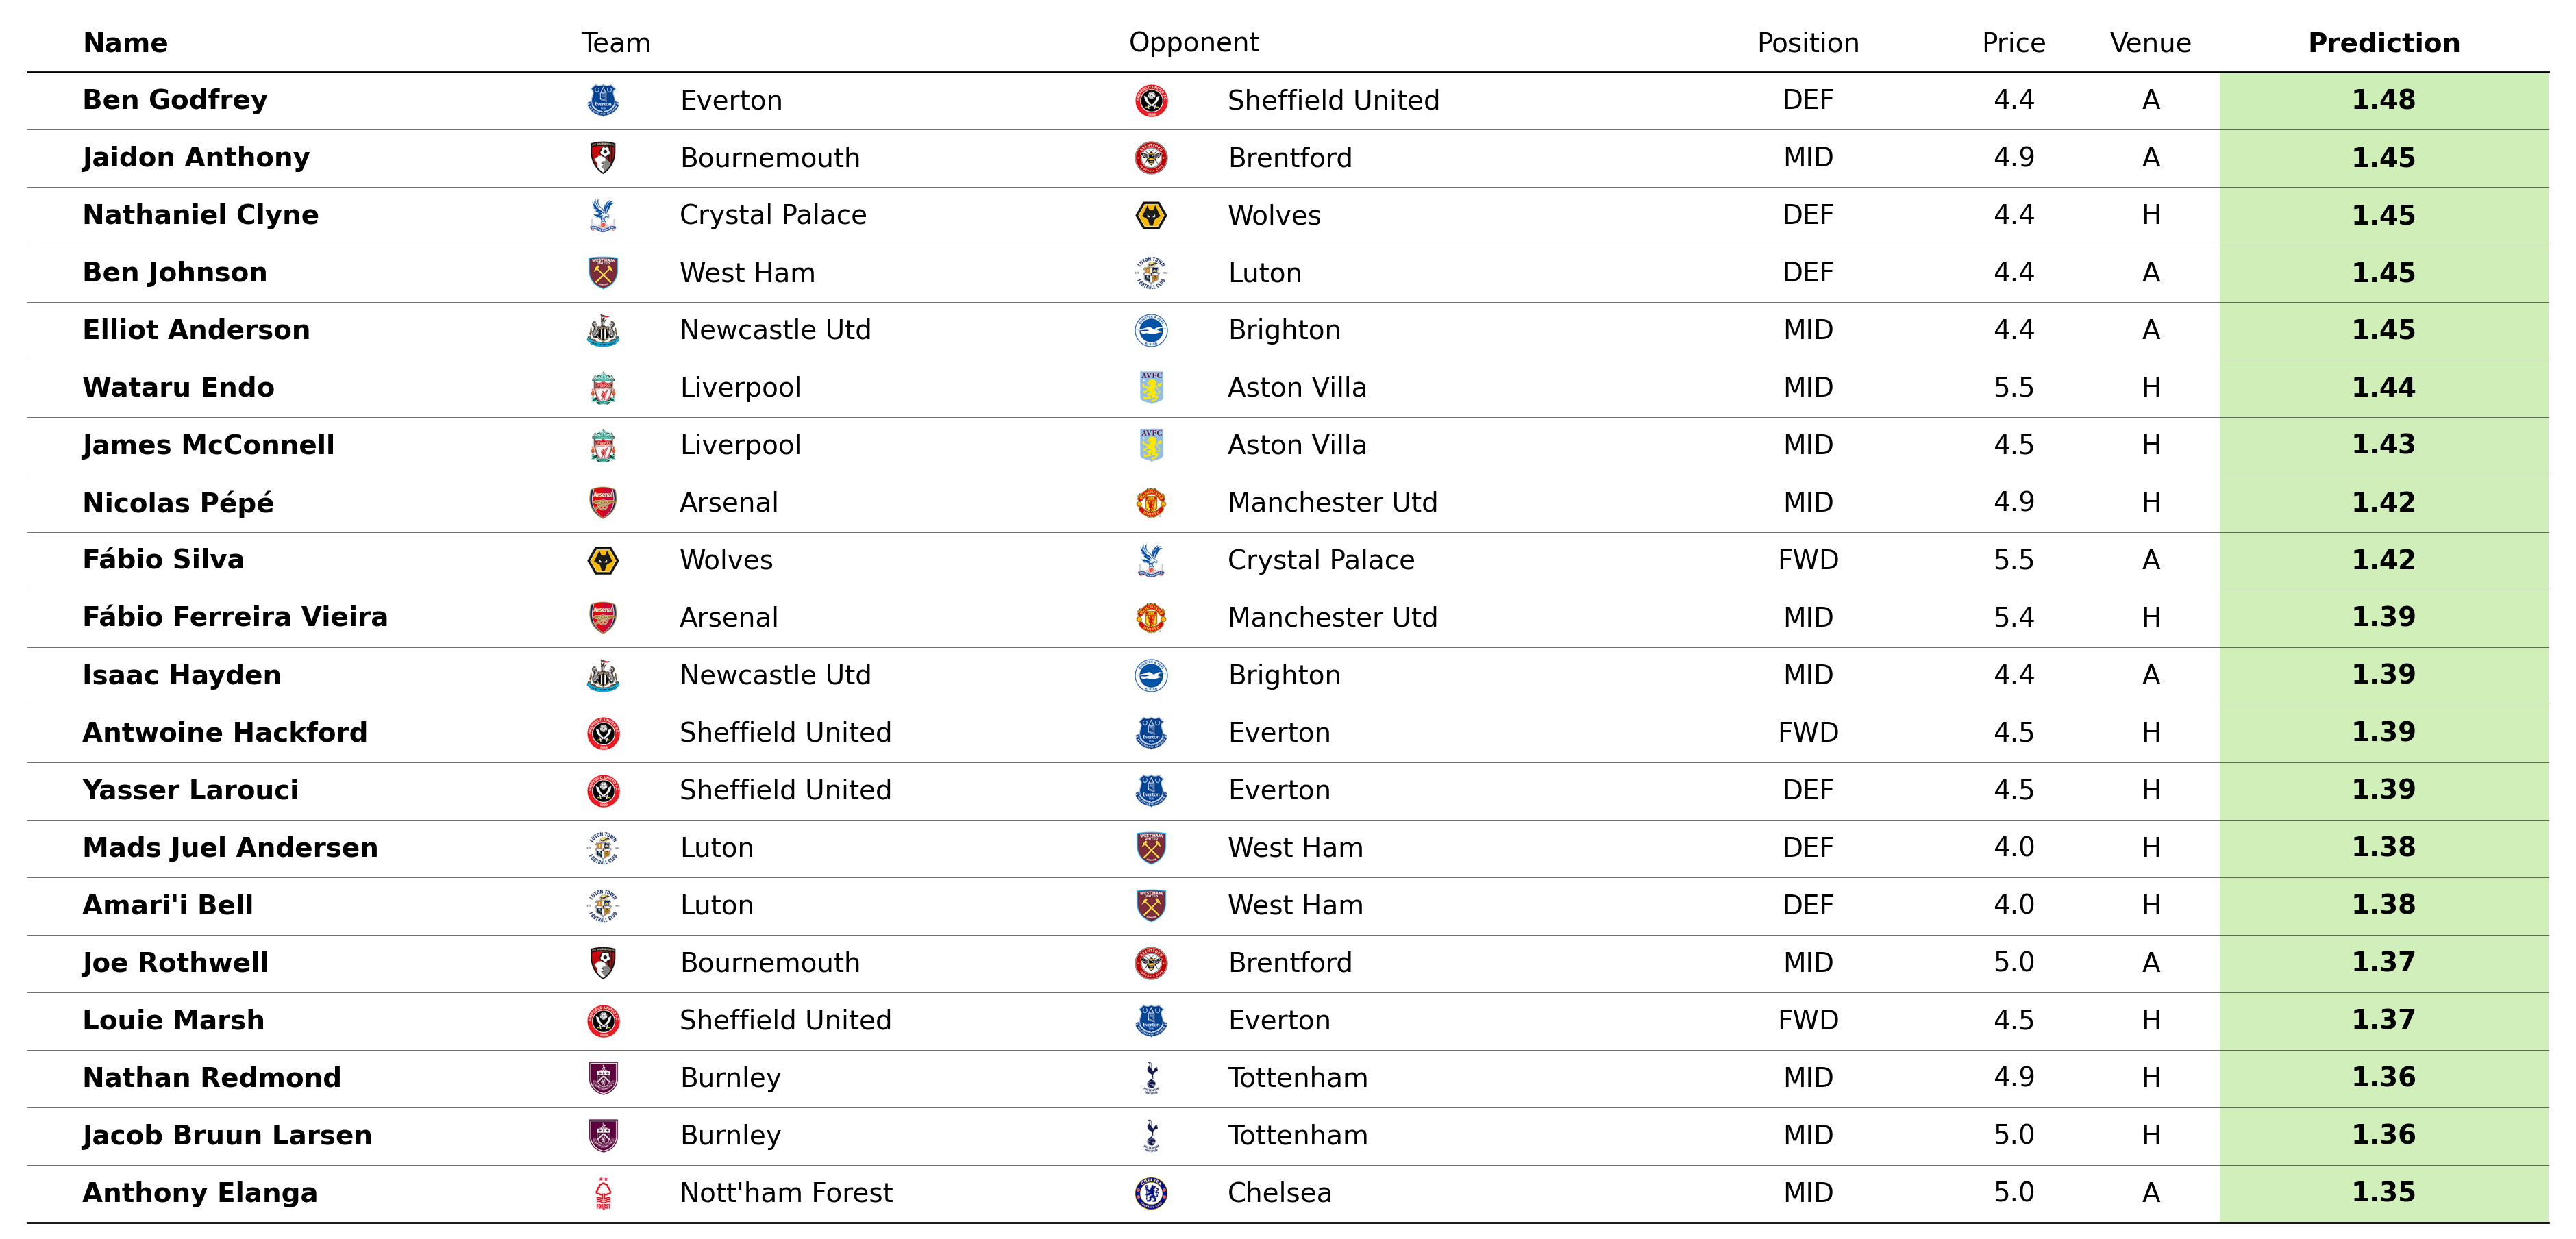 Name Team Opponent Position Price Venue Prediction
Ben Godfrey Everton Sheffield United DEF 4.4 A 1.48
Jaidon Anthony Bournemouth Brentford MID 4.9 A 1.45
Nathaniel Clyne Crystal Palace Wolves DEF 4.4 H 1.45
Ben Johnson West Ham Luton DEF 4.4 A 1.45
Elliot Anderson Newcastle Utd Brighton MID 4.4 A 1.45
Wataru Endo Liverpool Aston Villa MID 5.5 H 1.44
James McConnell Liverpool Aston Villa MID 4.5 H 1.43
Nicolas Pépé Arsenal Manchester Utd MID 4.9 H 1.42
Fábio Silva Wolves Crystal Palace FWD 5.5 A 1.42
Fábio Ferreira Vieira Arsenal Manchester Utd MID 5.4 H 1.39
Isaac Hayden Newcastle Utd Brighton MID 4.4 A 1.39
Antwoine Hackford Sheffield United Everton FWD 4.5 H 1.39
Yasser Larouci Sheffield United Everton DEF 4.5 H 1.39
Mads Juel Andersen Luton West Ham DEF 4.0 H 1.38
Amari'i Bell Luton West Ham DEF 4.0 H 1.38
Joe Rothwell Bournemouth Brentford MID 5.0 A 1.37
Louie Marsh Sheffield United Everton FWD 4.5 H 1.37
Nathan Redmond Burnley Tottenham MID 4.9 H 1.36
Jacob Bruun Larsen Burnley Tottenham MID 5.0 H 1.36
Anthony Elanga Nott'ham Forest Chelsea MID 5.0 A 1.35